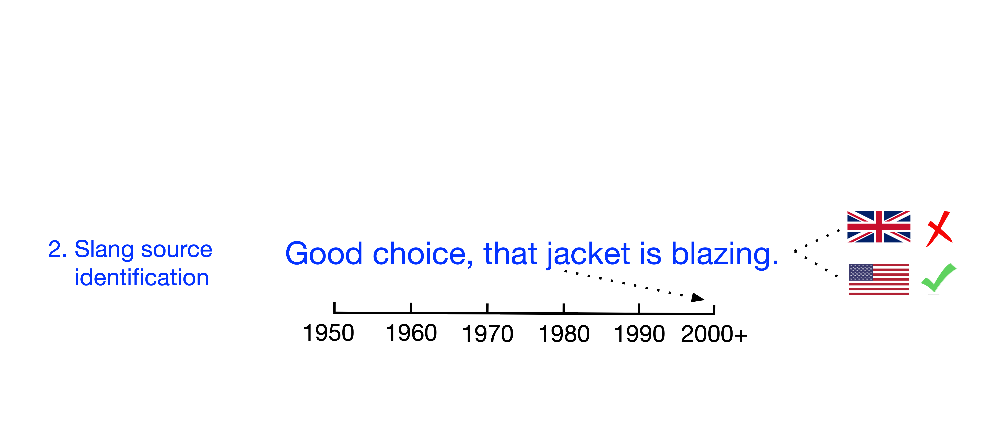 2. Slang source
identification
Good choice, that jacket is blazing.
1950 1960 1970 1980 1990 2000+